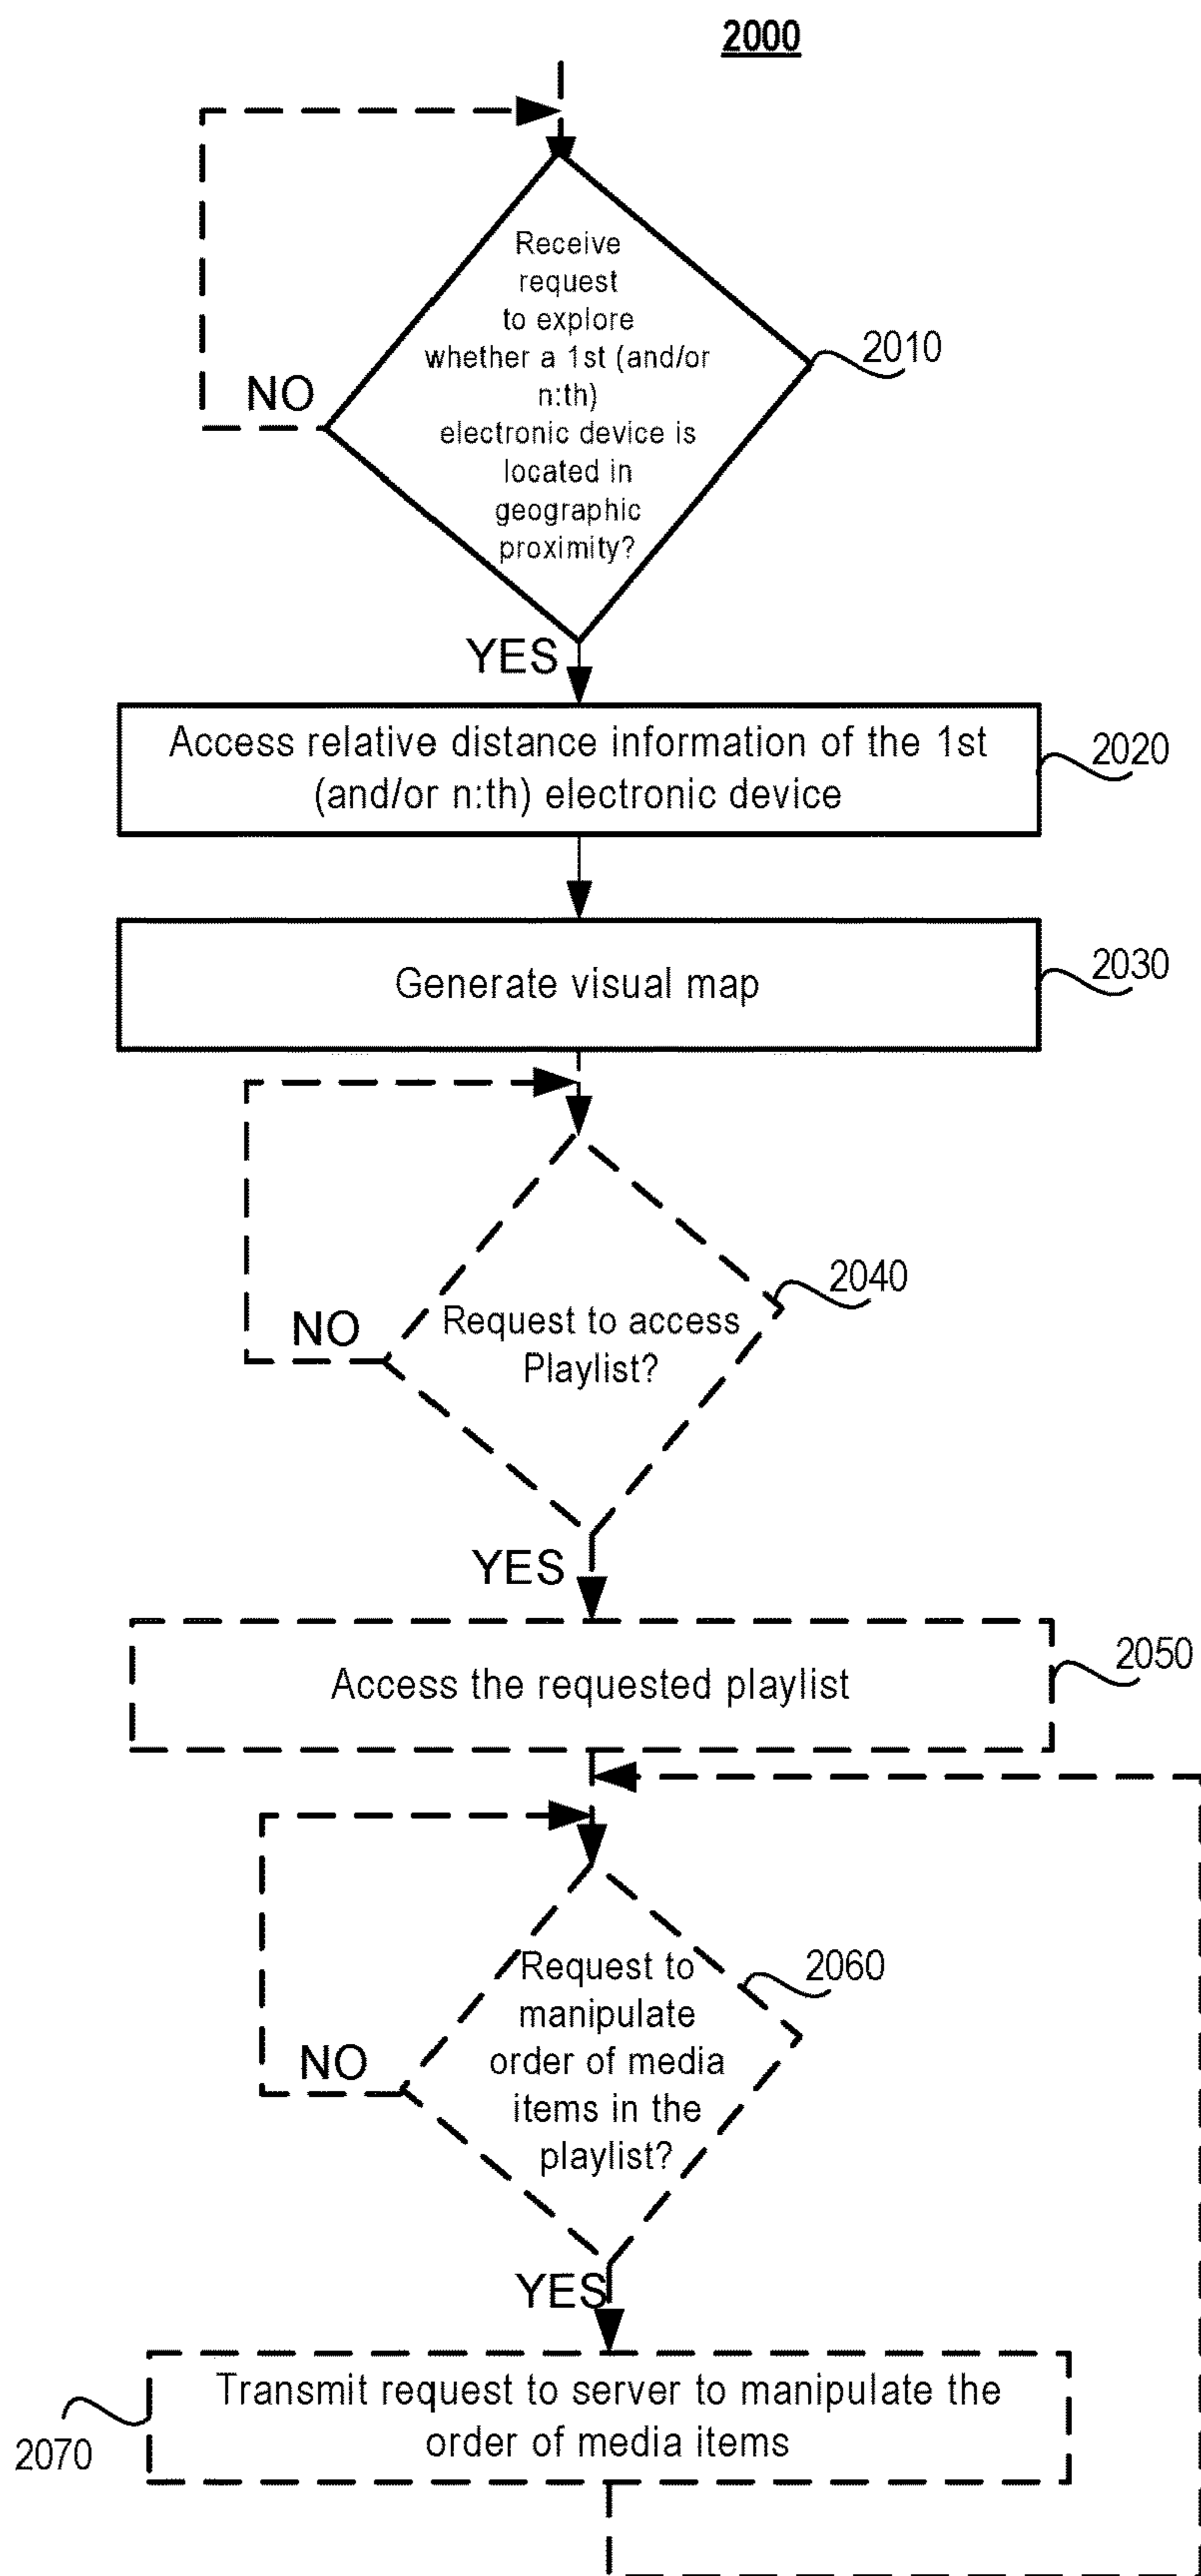 2000
Receive
request
to explore
whether a 1st (and/or
n:th)
electronic device is
located in
geographic
proximity?
2010
NO
YES
Access relative distance information of the 1st
(and/or n:th) electronic device
2020
Generate visual map
2030
Request to access
Playlist?
2040
NO
YES
Access the requested playlist
2050
Request to
manipulate
order of media
items in the
playlist?
2060
NO
YES
Transmit request to server to manipulate the
order of media items
2070